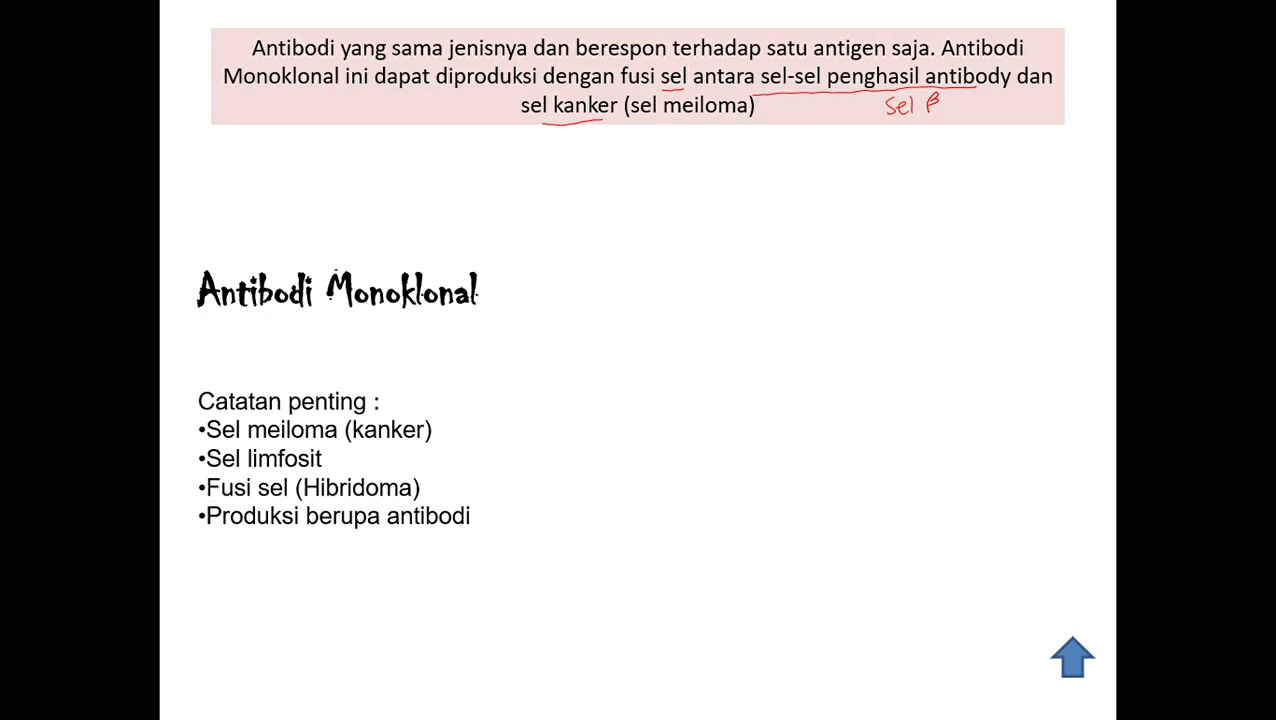 Antibodi yang sama jenisnya dan berespon terhadap satu antigen saja. Antibodi
Monoklonal ini dapat diproduksi dengan fusi sel antara sel-sel penghasil antibody dan
sel kanker (sel meiloma)
Sel β
Antibodi Monoklonal
Catatan penting :
•Sel meiloma (kanker)
•Sel limfosit
•Fusi sel (Hibridoma)
•Produksi berupa antibodi